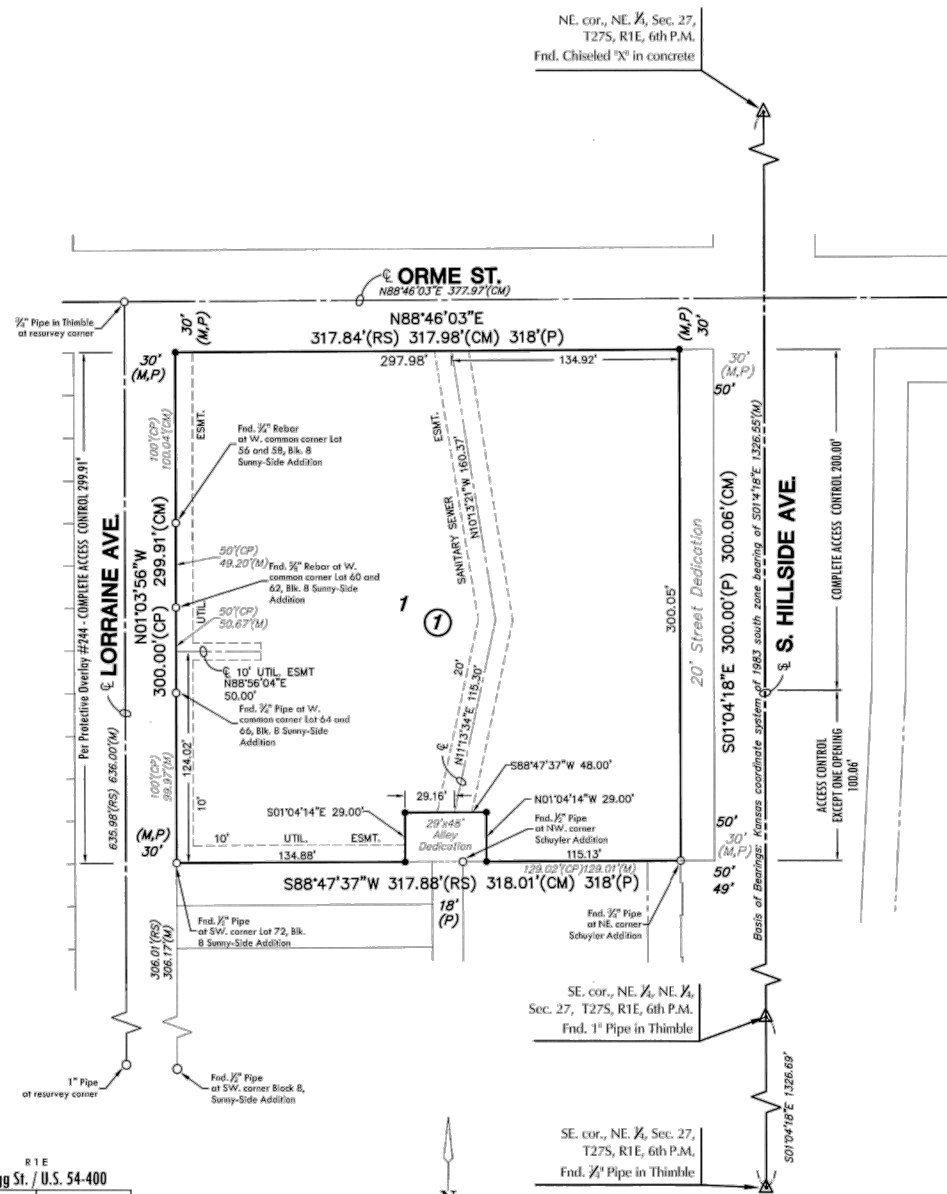 NE. cor., NE. ¼, Sec. 27,
T27S, R1E, 6th P.M.
Fnd. Chiseled "X" in concrete
℄ ORME ST.
N88°46'03"E 377.97'(CM)
¾" Pipe in Thimble
at resurvey corner
30'
(M,P)
N88°46'03"E
317.84'(RS) 317.98'(CM) 318'(P)
(M,P)
30'
30'
(M,P)
297.98'
134.92'
30'
(M,P)
50'
Per Protective Overlay #244 - COMPLETE ACCESS CONTROL 299.91'
℄ LORRAINE AVE.
635.98'(RS) 636.00'(M)
N01°03'56"W
300.00'(CP) 299.91'(CM)
100'(CP)
100.04'(CM)
ESMT.
UTIL.
10'
Fnd. ¾" Rebar
at W. common corner Lot
56 and 58, Blk. 8
Sunny-Side Addition
50'(CP)
49.20'(M)
Fnd. ⅝" Rebar at W.
common corner Lot 60 and
62, Blk. 8 Sunny-Side
Addition
50'(CP)
50.67'(M)
℄ 10' UTIL. ESMT
N88°56'04"E
50.00'
Fnd. ¾" Pipe at W.
common corner Lot 64 and
66, Blk. 8 Sunny-Side
Addition
100'(CP)
99.97'(M)
124.02'
ESMT.
SANITARY SEWER
20'
N10°13'21"W 160.37'
N11°13'34"E 115.30'
℄
1
1
300.05'
20' Street Dedication
S01°04'18"E 300.00'(P) 300.06'(CM)
Basis of Bearings: Kansas coordinate system of 1983 south zone bearing of S01°4'18"E 1326.55'(M)
℄ S. HILLSIDE AVE.
COMPLETE ACCESS CONTROL 200.00'
ACCESS CONTROL
EXCEPT ONE OPENING
100.06'
S88°47'37"W 48.00'
29.16'
S01°04'14"E 29.00'
N01°04'14"W 29.00'
29'x48'
Alley
Dedication
Fnd. ½" Pipe
at NW. corner
Schuyler Addition
(M,P)
30'
10' UTIL. ESMT.
134.88'
115.13'
129.02'(CP)129.01'(M)
50'
30'
(M,P)
50'
49'
S88°47'37"W 317.88'(RS) 318.01'(CM) 318'(P)
18'
(P)
Fnd. ½" Pipe
at SW. corner Lot 72, Blk.
8 Sunny-Side Addition
Fnd. ¾" Pipe
at NE. corner
Schuyler Addition
306.01'(RS)
306.17'(M)
SE. cor., NE. ¼, NE. ¼,
Sec. 27, T27S, R1E, 6th P.M.
Fnd. 1" Pipe in Thimble
1" Pipe
at resurvey corner
Fnd. ½" Pipe
at SW. corner Block 8,
Sunny-Side Addition
S01°04'18"E 1326.69'
SE. cor., NE. ¼, Sec. 27,
T27S, R1E, 6th P.M.
Fnd. ¾" Pipe in Thimble
R 1 E
gg St. / U.S. 54-400
N